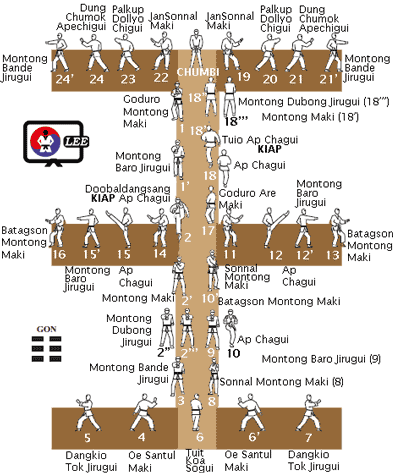 Dung
Chumok
Apechigui
Palkup
Dollyo
Chigui
JanSonnal
Maki
JanSonnal
Maki
Palkup
Dollyo
Chigui
Dung
Chumok
Apechigui
Montong
Bande
Jirugui
24'
24
23
22
CHUMBI
19
20
21
21'
Montong
Bande
Jirugui
Goduro
Montong
Maki
1
18''
18'''
Montong Dubong Jirugui (18''')
Montong Maki (18')
LEE
18'
Tuio Ap Chagui
KIAP
Montong
Baro Jirugui
1'
18
Ap
Chagui
Doobaldangsang
KIAP Ap Chagui
2
Goduro Are
Maki
17
Montong
Baro
Jirugui
Batagson
Montong
Maki
16
15'
15
14
11
12
12'
13
Batagson
Montong
Maki
Montong
Baro
Jirugui
Ap
Chagui
Sonnal
Montong
Maki
Ap
Chagui
Montong Maki
2'
10'
Batagson Montong Maki
GON
Montong
Dubong
Jirugui
2''
2'''
9
10
Ap Chagui
Montong Baro Jirugui (9)
Montong Bande
Jirugui
3
8
Sonnal Montong Maki (8)
5
4
6
6'
7
Dangkio
Tok Jirugui
Oe Santul
Maki
Tuit
Koa
Sogui
Oe Santul
Maki
Dangkio
Tok Jirugui